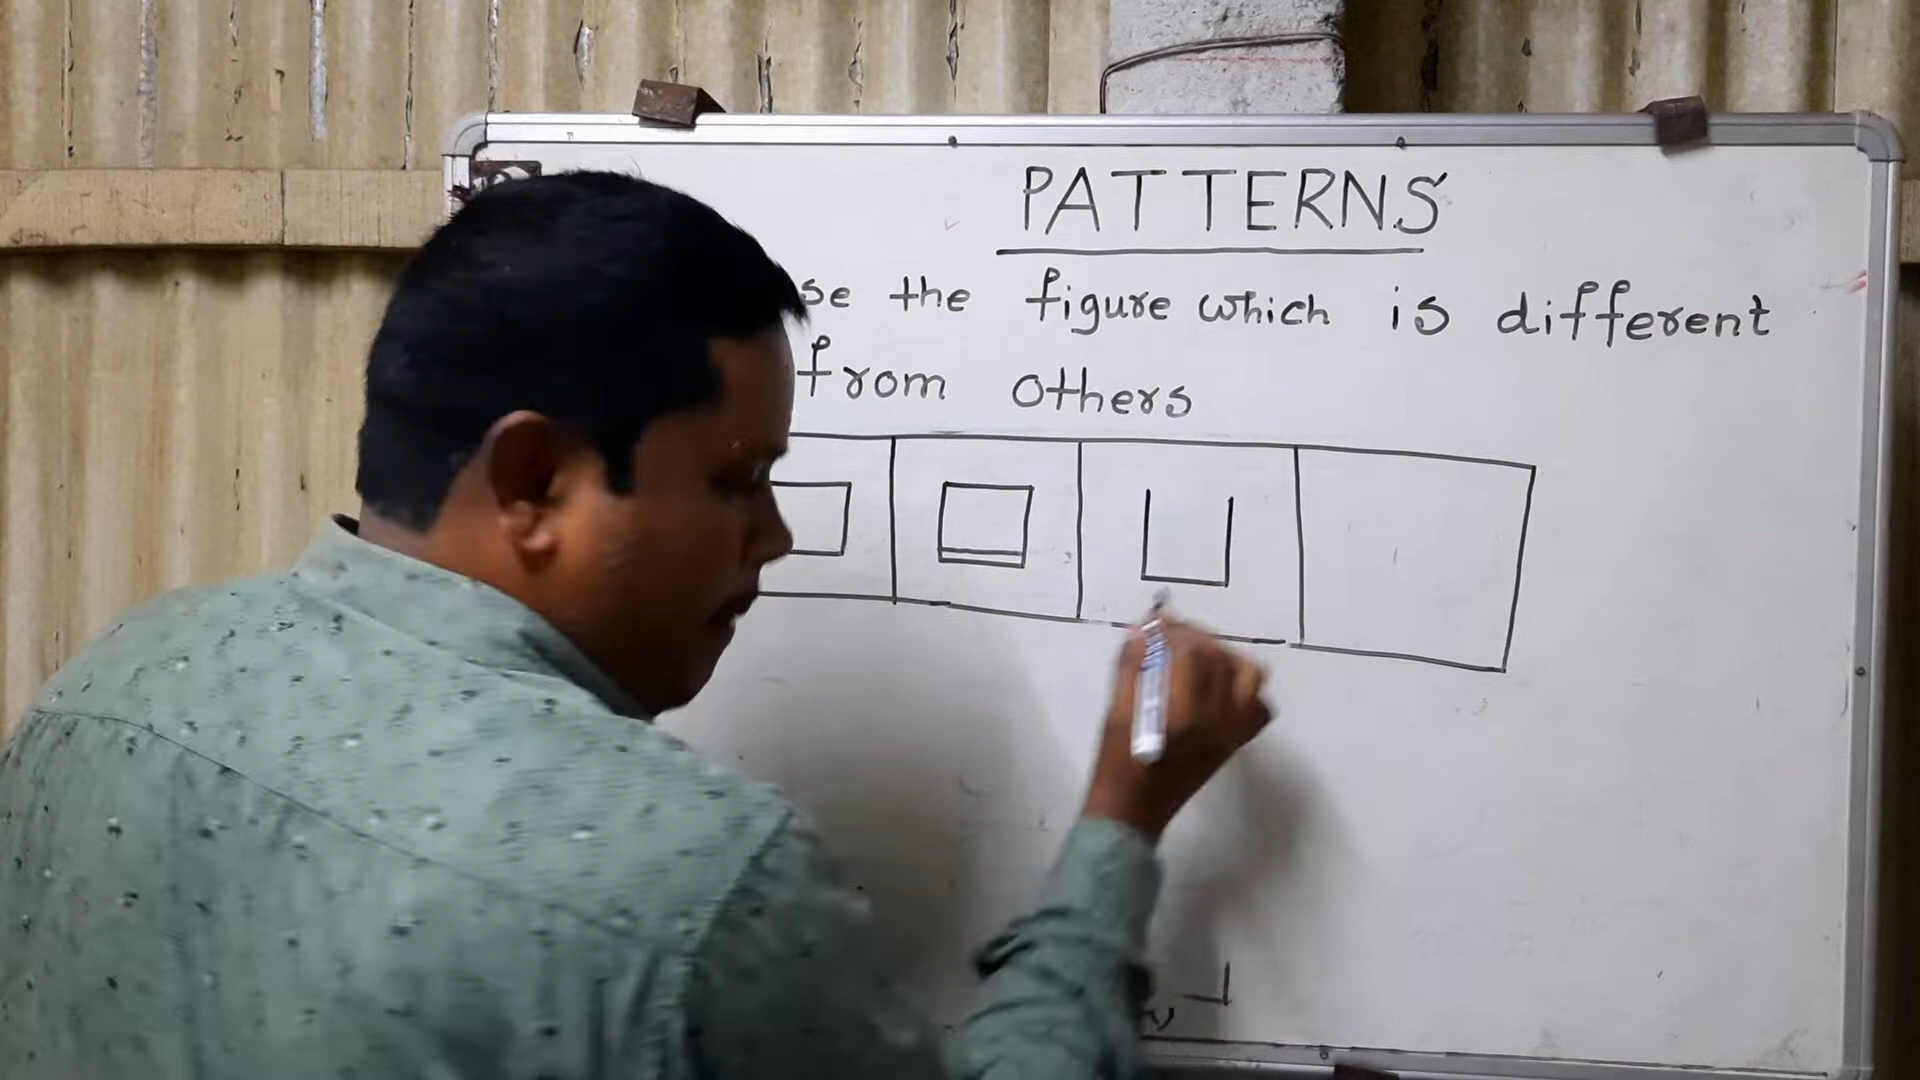 PATTERNS
se the figure which is different
from others